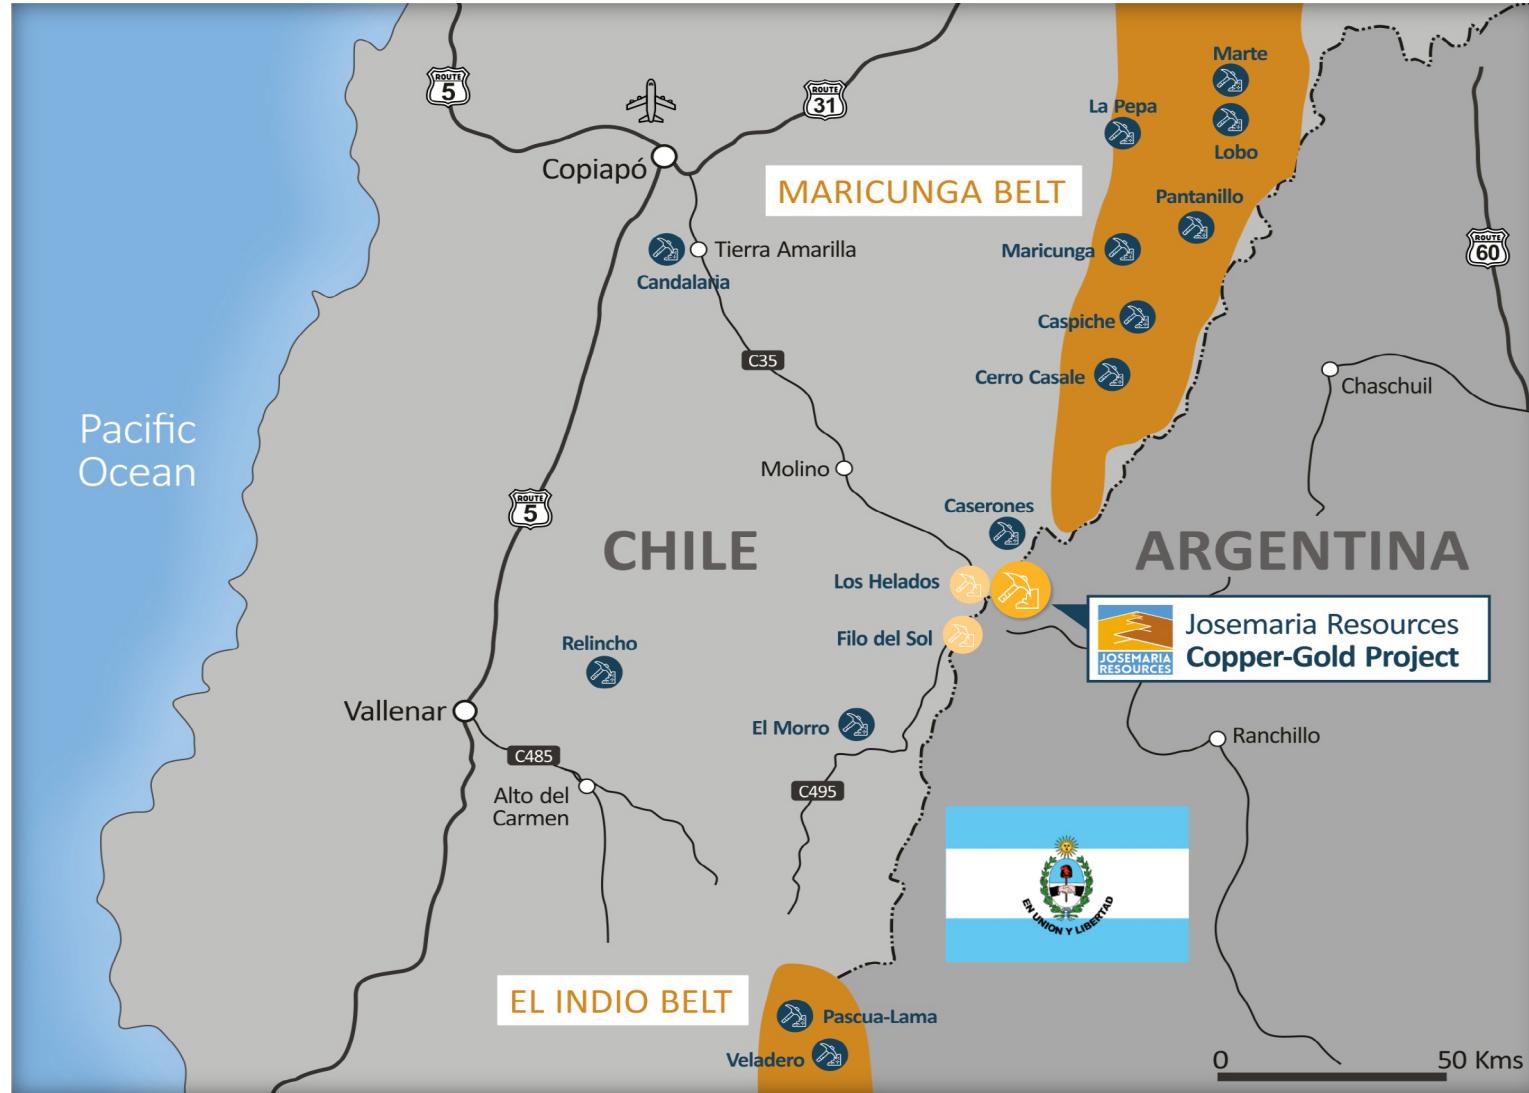 Marte
ROUTE
5
ROUTE
31
La Pepa
Lobo
Copiapó
MARICUNGA BELT
Pantanillo
Tierra Amarilla
Maricunga
ROUTE
60
Candalaria
Caspiche
C35
Cerro Casale
Chaschuil
Pacific
Ocean
Molino
ROUTE
5
Caserones
CHILE
ARGENTINA
Los Helados
Josemaria Resources
Copper-Gold Project
JOSEMARIA
RESOURCES
Filo del Sol
Relincho
Vallenar
El Morro
Ranchillo
C485
C495
Alto del
Carmen
EN UNION Y LIBERTAD
EL INDIO BELT
Pascua-Lama
Veladero
0 50 Kms